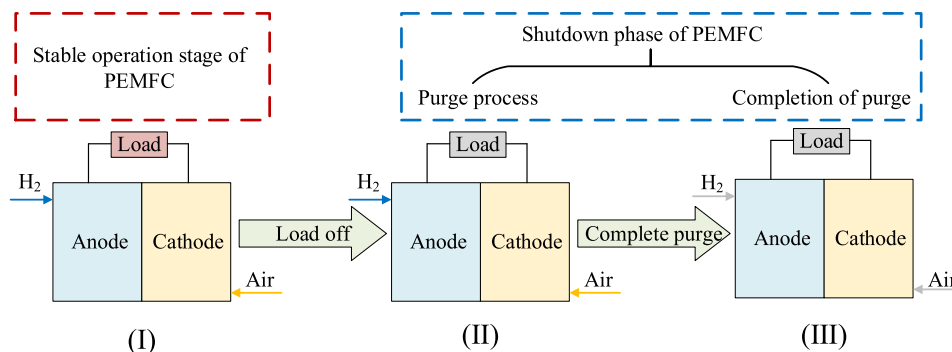 Stable operation stage of
PEMFC
Shutdown phase of PEMFC
Purge process
Completion of purge
Load
H₂
Anode
Cathode
Air
Load off
Load
H₂
Anode
Cathode
Air
Complete purge
Load
H₂
Anode
Cathode
Air
(I)
(II)
(III)